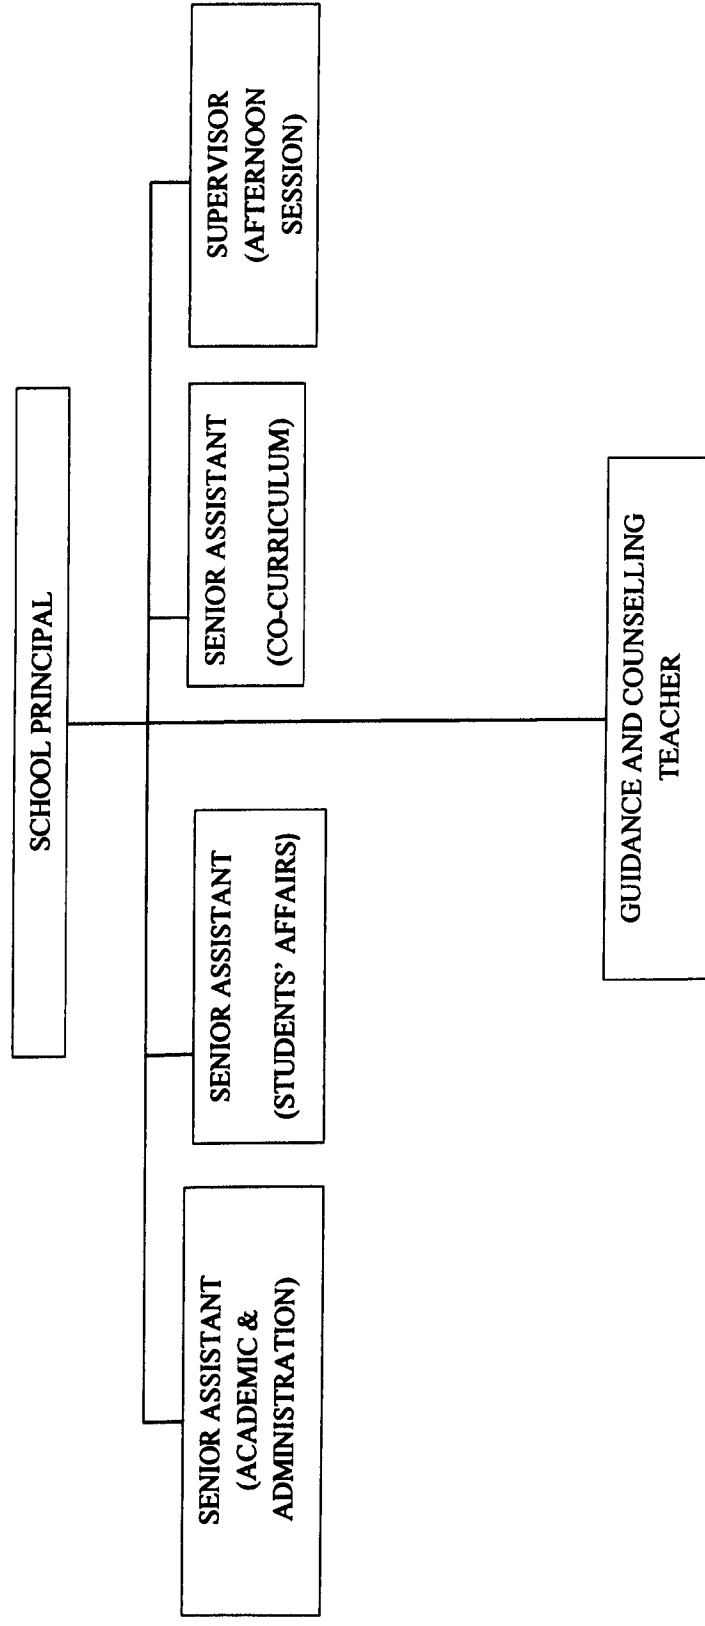 SCHOOL PRINCIPAL
SENIOR ASSISTANT
(ACADEMIC &
ADMINISTRATION)
SENIOR ASSISTANT
(STUDENTS' AFFAIRS)
SENIOR ASSISTANT
(CO-CURRICULUM)
SUPERVISOR
(AFTERNOON
SESSION)
GUIDANCE AND COUNSELLING
TEACHER